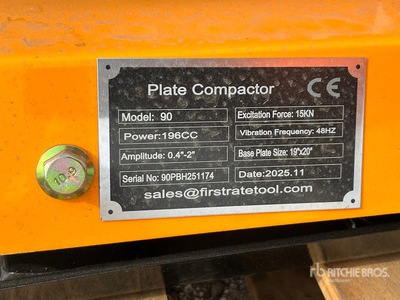 Plate Compactor CE
Model: 90 Excitation Force: 15KN
Power:196CC Vibration Frequency: 48HZ
Amplitude: 0.4"-2" Base Plate Size: 19"x20"
Serial No: 90PBH251174 Date:2025.11
sales@firstratetool.com
10.9
rb RITCHIE BROS.